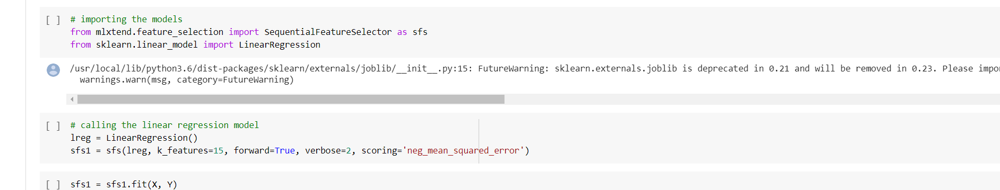 [ ] # importing the models
from mlxtend.feature_selection import SequentialFeatureSelector as sfs
from sklearn.linear_model import LinearRegression
/usr/local/lib/python3.6/dist-packages/sklearn/externals/joblib/__init__.py:15: FutureWarning: sklearn.externals.joblib is deprecated in 0.21 and will be removed in 0.23. Please impo
warnings.warn(msg, category=FutureWarning)
[ ] # calling the linear regression model
lreg = LinearRegression()
sfs1 = sfs(lreg, k_features=15, forward=True, verbose=2, scoring='neg_mean_squared_error')
[ ] sfs1 = sfs1.fit(X, Y)